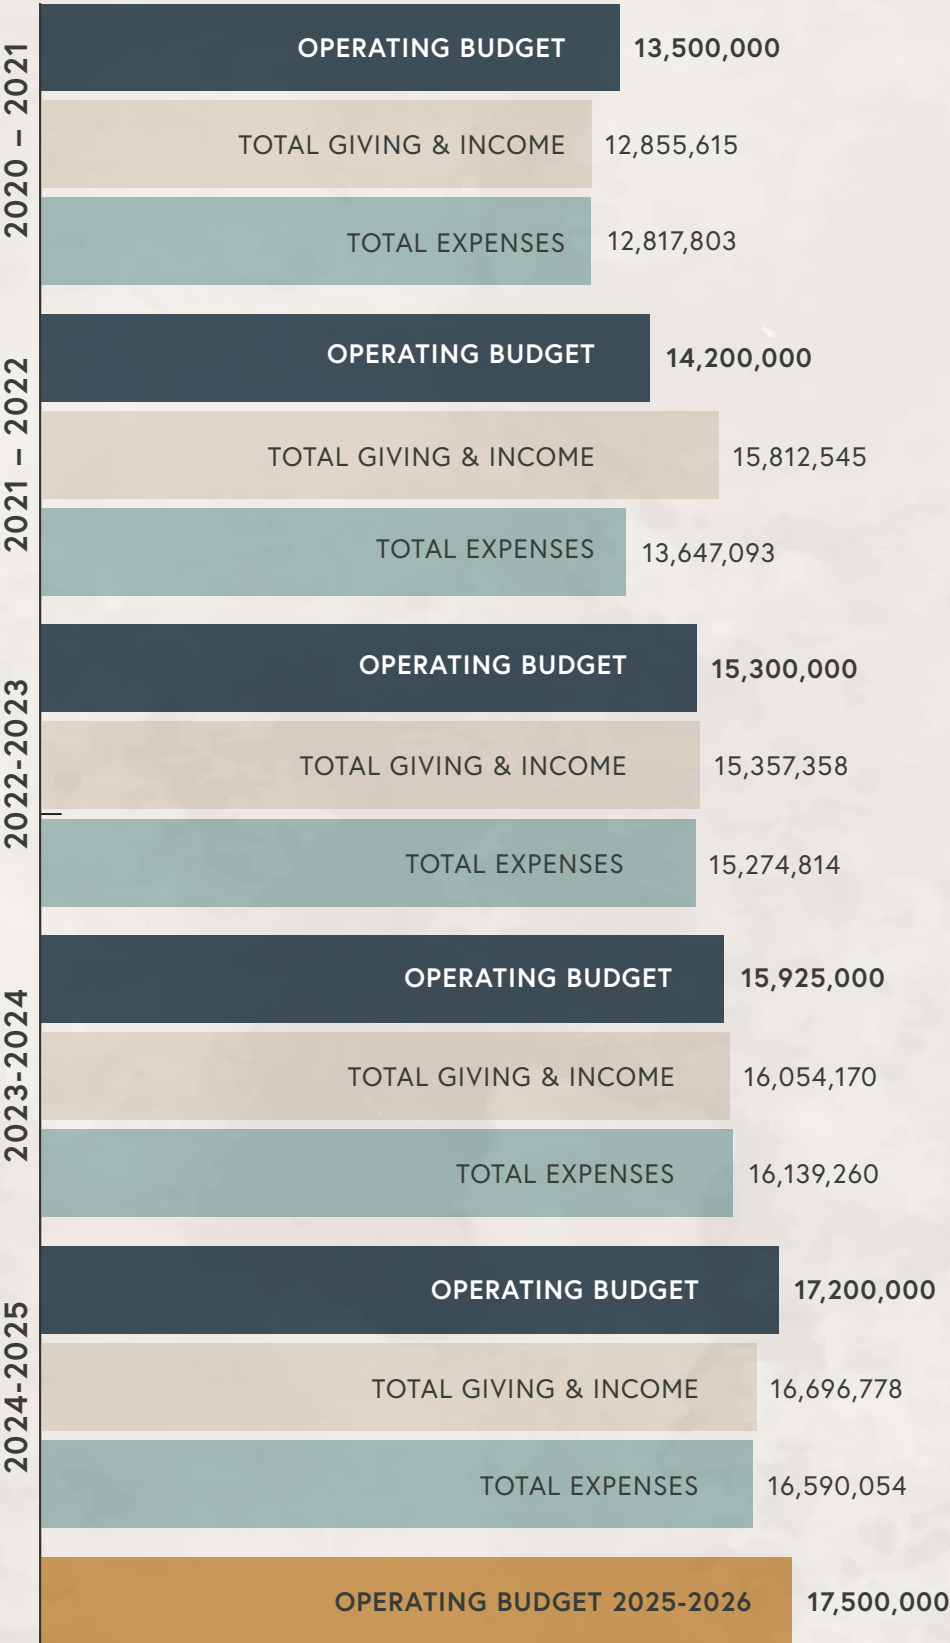 2020 – 2021
OPERATING BUDGET 13,500,000
TOTAL GIVING & INCOME 12,855,615
TOTAL EXPENSES 12,817,803
2021 – 2022
OPERATING BUDGET 14,200,000
TOTAL GIVING & INCOME 15,812,545
TOTAL EXPENSES 13,647,093
2022-2023
OPERATING BUDGET 15,300,000
TOTAL GIVING & INCOME 15,357,358
TOTAL EXPENSES 15,274,814
2023-2024
OPERATING BUDGET 15,925,000
TOTAL GIVING & INCOME 16,054,170
TOTAL EXPENSES 16,139,260
2024-2025
OPERATING BUDGET 17,200,000
TOTAL GIVING & INCOME 16,696,778
TOTAL EXPENSES 16,590,054
OPERATING BUDGET 2025-2026 17,500,000